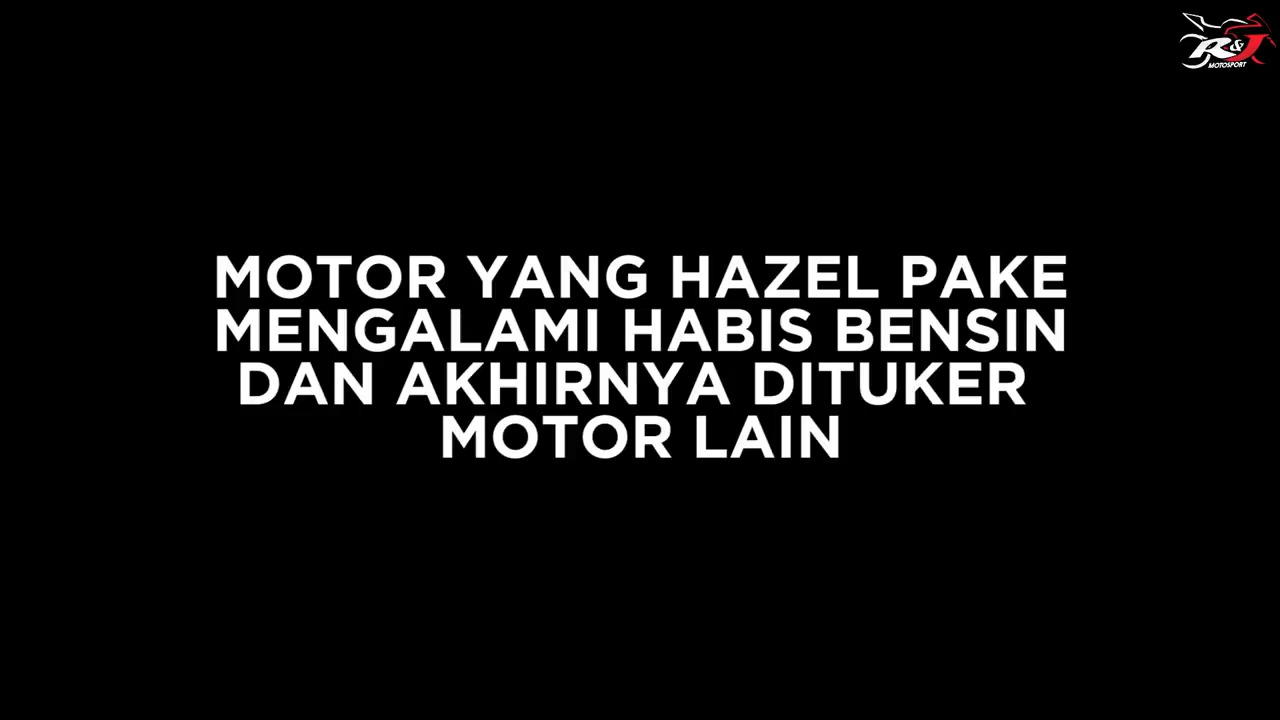 R&J
MOTOSPORT
MOTOR YANG HAZEL PAKE
MENGALAMI HABIS BENSIN
DAN AKHIRNYA DITUKER
MOTOR LAIN